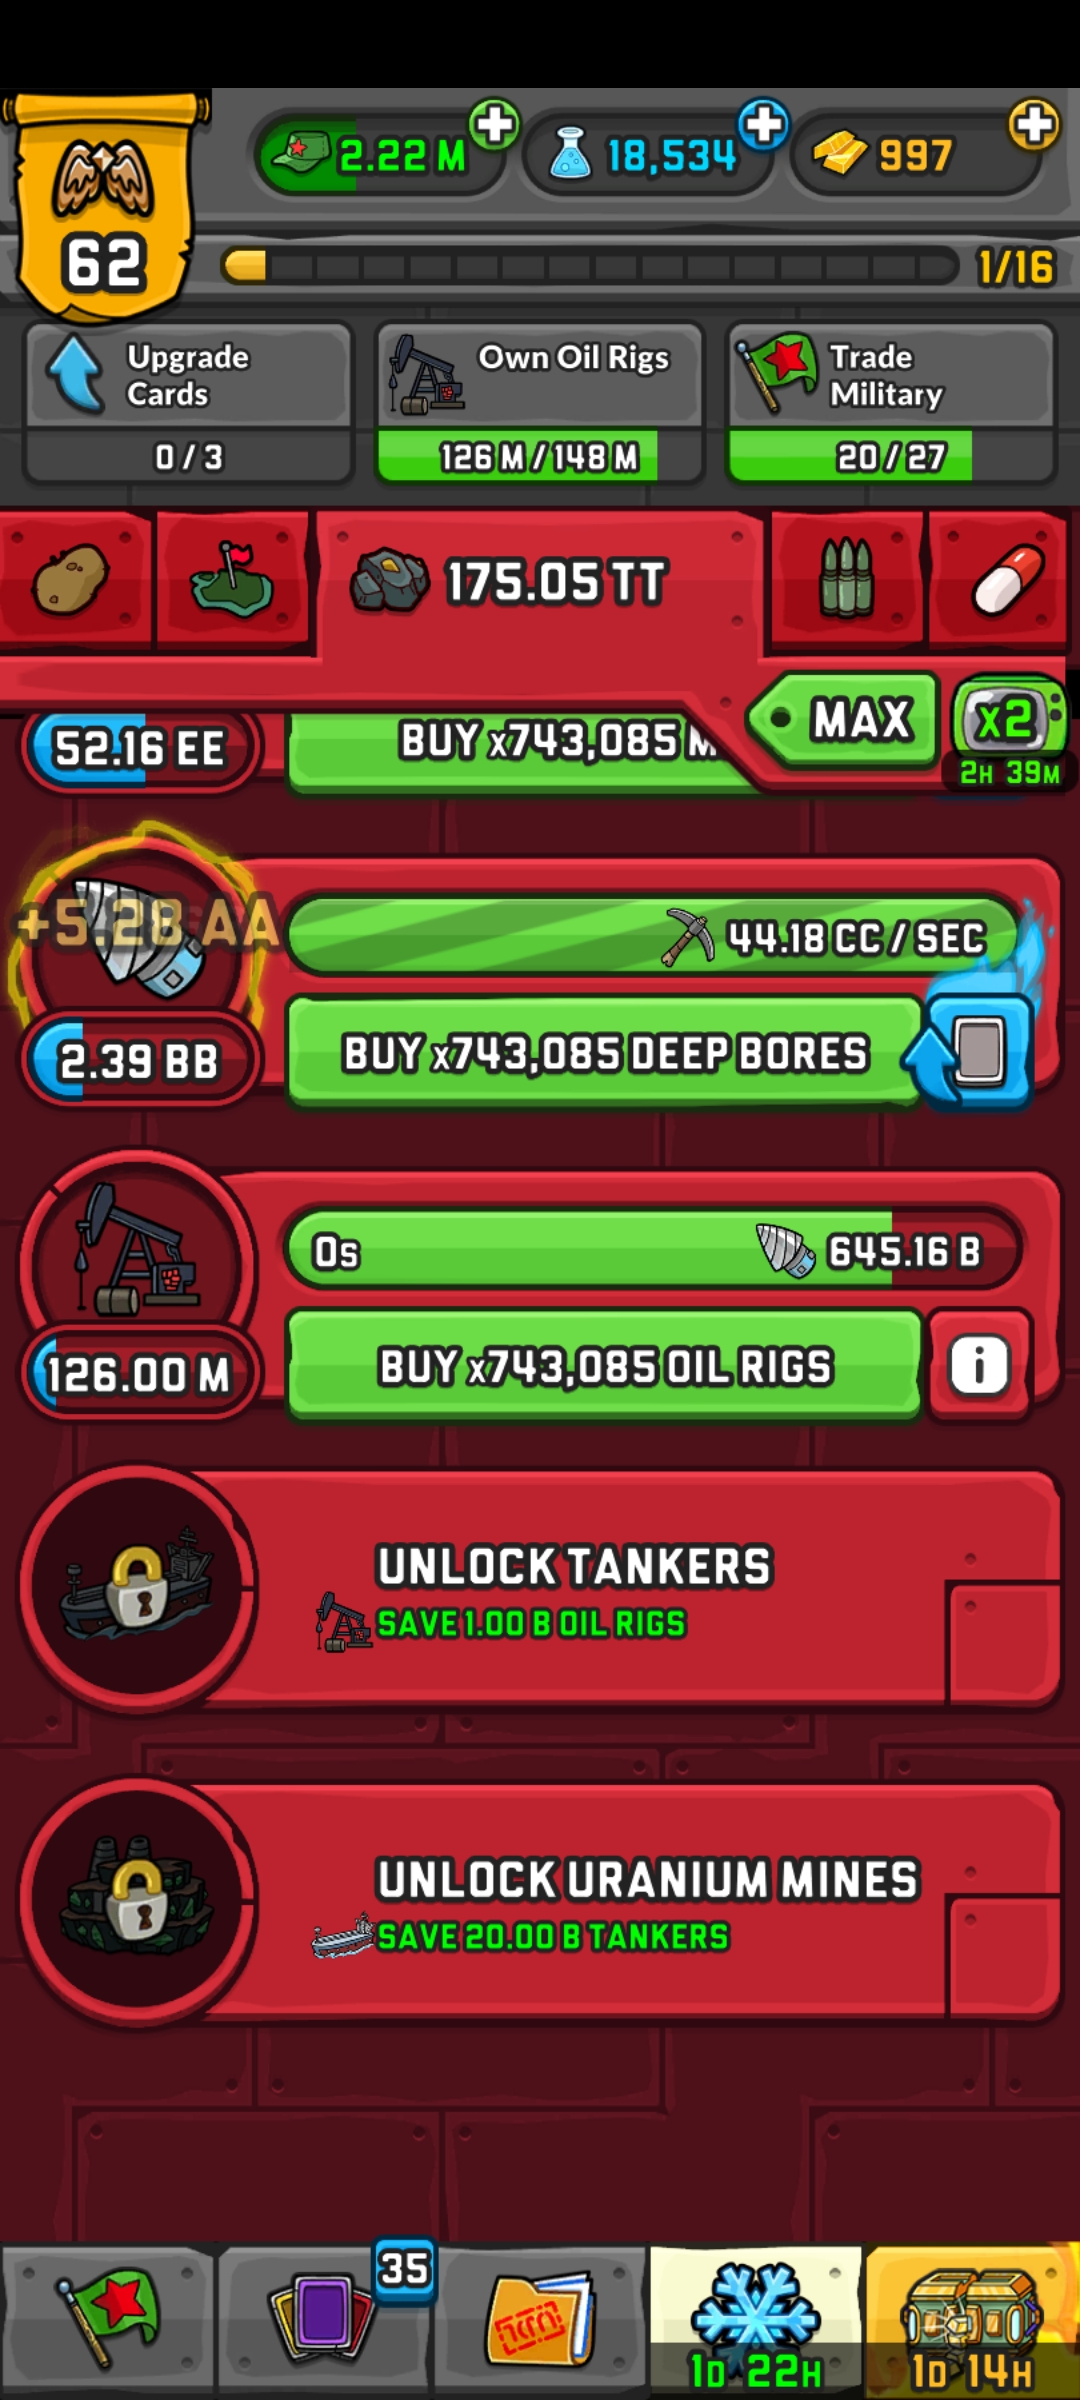 2.22 M
18,534
997
62
1/16
Upgrade
Cards
0 / 3
Own Oil Rigs
126 M / 148 M
Trade
Military
20 / 27
175.05 TT
MAX
x2
2H 39M
52.16 EE
BUY x743,085 M
+5.28 AA
44.18 CC / SEC
2.39 BB
BUY x743,085 DEEP BORES
0s
645.16 B
126.00 M
BUY x743,085 OIL RIGS
i
UNLOCK TANKERS
SAVE 1.00 B OIL RIGS
UNLOCK URANIUM MINES
SAVE 20.00 B TANKERS
35
1D 22H
1D 14H